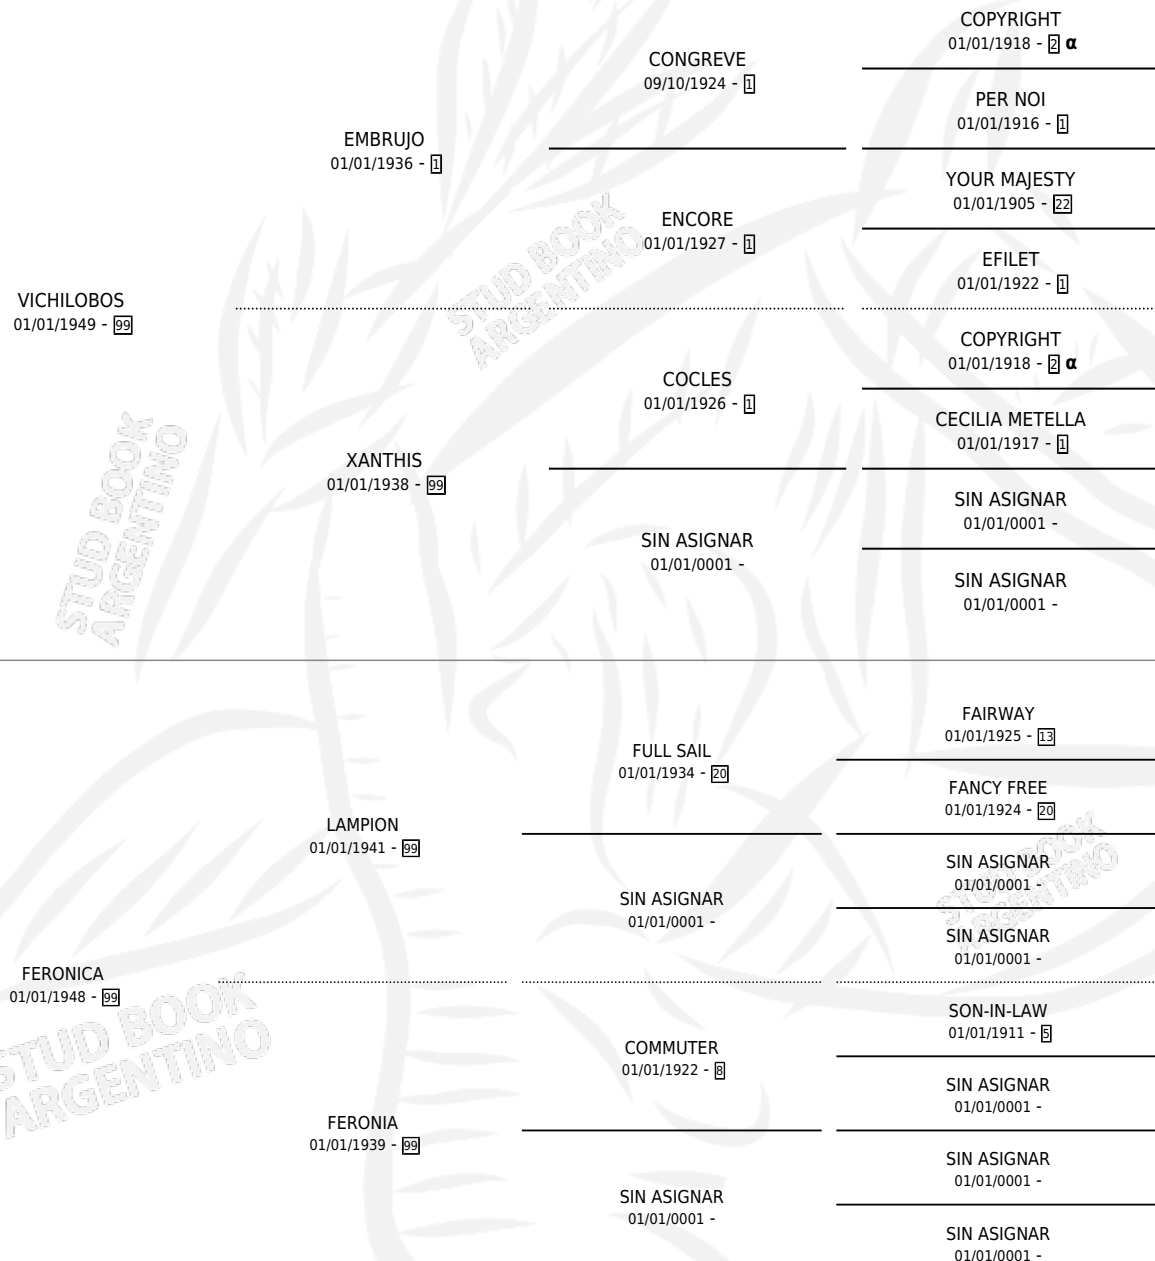 COPYRIGHT
01/01/1918 - 2 α
CONGREVE
09/10/1924 - 1
PER NOI
01/01/1916 - 1
EMBRUJO
01/01/1936 - 1
YOUR MAJESTY
01/01/1905 - 22
ENCORE
01/01/1927 - 1
EFILET
01/01/1922 - 1
VICHILOBOS
01/01/1949 - 99
COPYRIGHT
01/01/1918 - 2 α
COCLES
01/01/1926 - 1
CECILIA METELLA
01/01/1917 - 1
XANTHIS
01/01/1938 - 99
SIN ASIGNAR
01/01/0001 -
SIN ASIGNAR
01/01/0001 -
SIN ASIGNAR
01/01/0001 -
STUD BOOK
ARGENTINO
STUD BOOK
ARGENTINO
FAIRWAY
01/01/1925 - 13
FULL SAIL
01/01/1934 - 20
FANCY FREE
01/01/1924 - 20
LAMPION
01/01/1941 - 99
SIN ASIGNAR
01/01/0001 -
SIN ASIGNAR
01/01/0001 -
SIN ASIGNAR
01/01/0001 -
FERONICA
01/01/1948 - 99
SON-IN-LAW
01/01/1911 - 5
COMMUTER
01/01/1922 - 8
SIN ASIGNAR
01/01/0001 -
FERONIA
01/01/1939 - 99
SIN ASIGNAR
01/01/0001 -
SIN ASIGNAR
01/01/0001 -
SIN ASIGNAR
01/01/0001 -
STUD BOOK
ARGENTINO
STUD BOOK
ARGENTINO